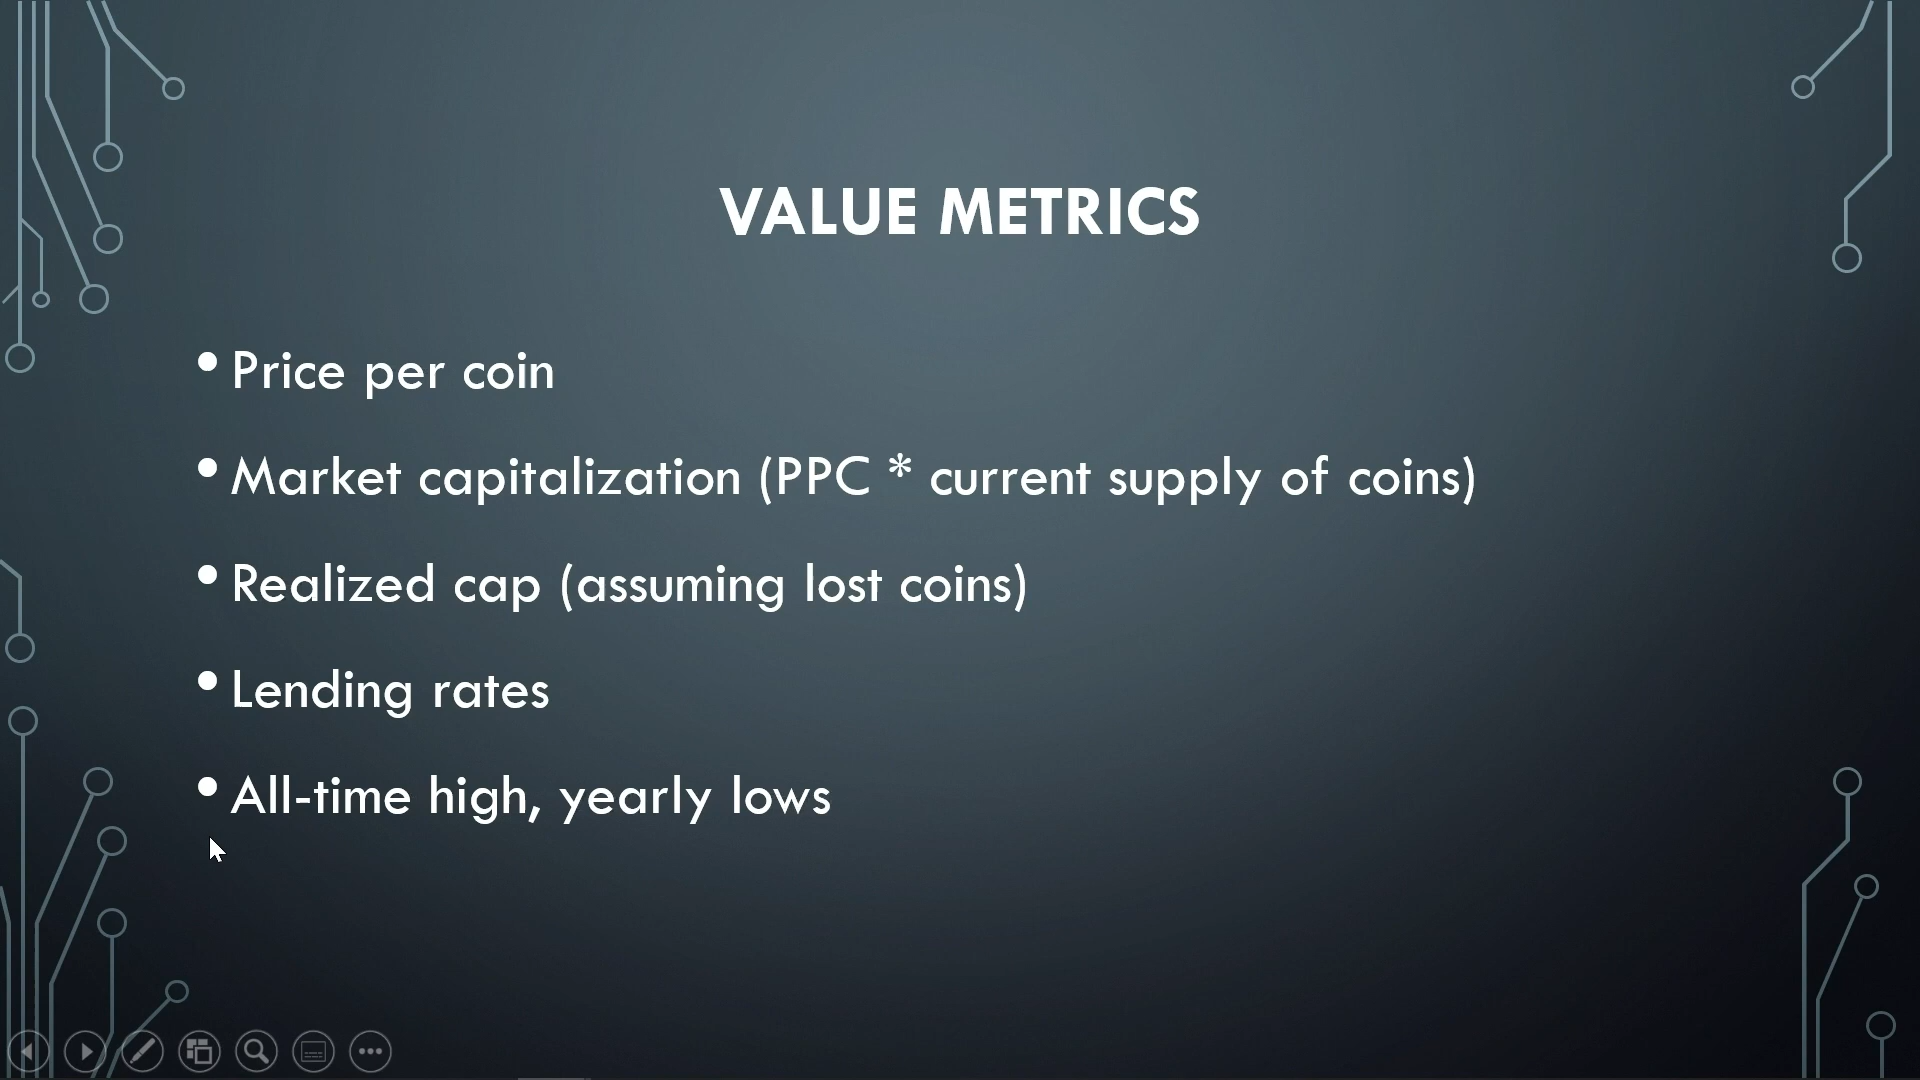 VALUE METRICS
• Price per coin
• Market capitalization (PPC * current supply of coins)
• Realized cap (assuming lost coins)
• Lending rates
• All-time high, yearly lows